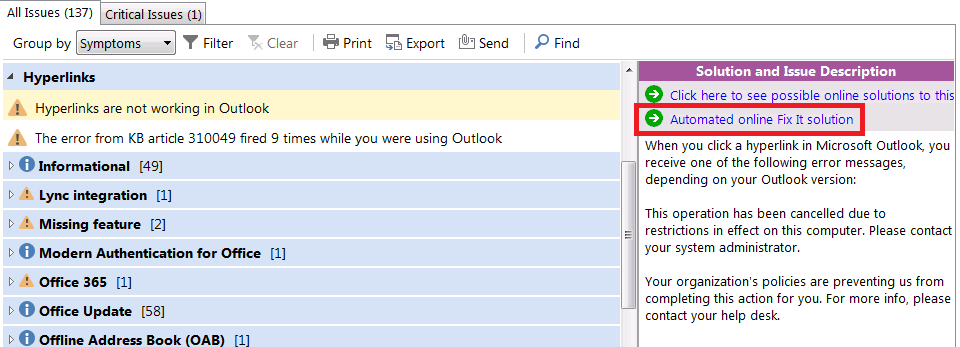 All Issues (137) Critical Issues (1)
Group by Symptoms Filter Clear Print Export Send Find
Hyperlinks
Hyperlinks are not working in Outlook
The error from KB article 310049 fired 9 times while you were using Outlook
Informational [49]
Lync integration [1]
Missing feature [2]
Modern Authentication for Office [1]
Office 365 [1]
Office Update [58]
Offline Address Book (OAB) [1]
Solution and Issue Description
Click here to see possible online solutions to this
Automated online Fix It solution
When you click a hyperlink in Microsoft Outlook, you
receive one of the following error messages,
depending on your Outlook version:
This operation has been cancelled due to
restrictions in effect on this computer. Please contact
your system administrator.
Your organization's policies are preventing us from
completing this action for you. For more info, please
contact your help desk.